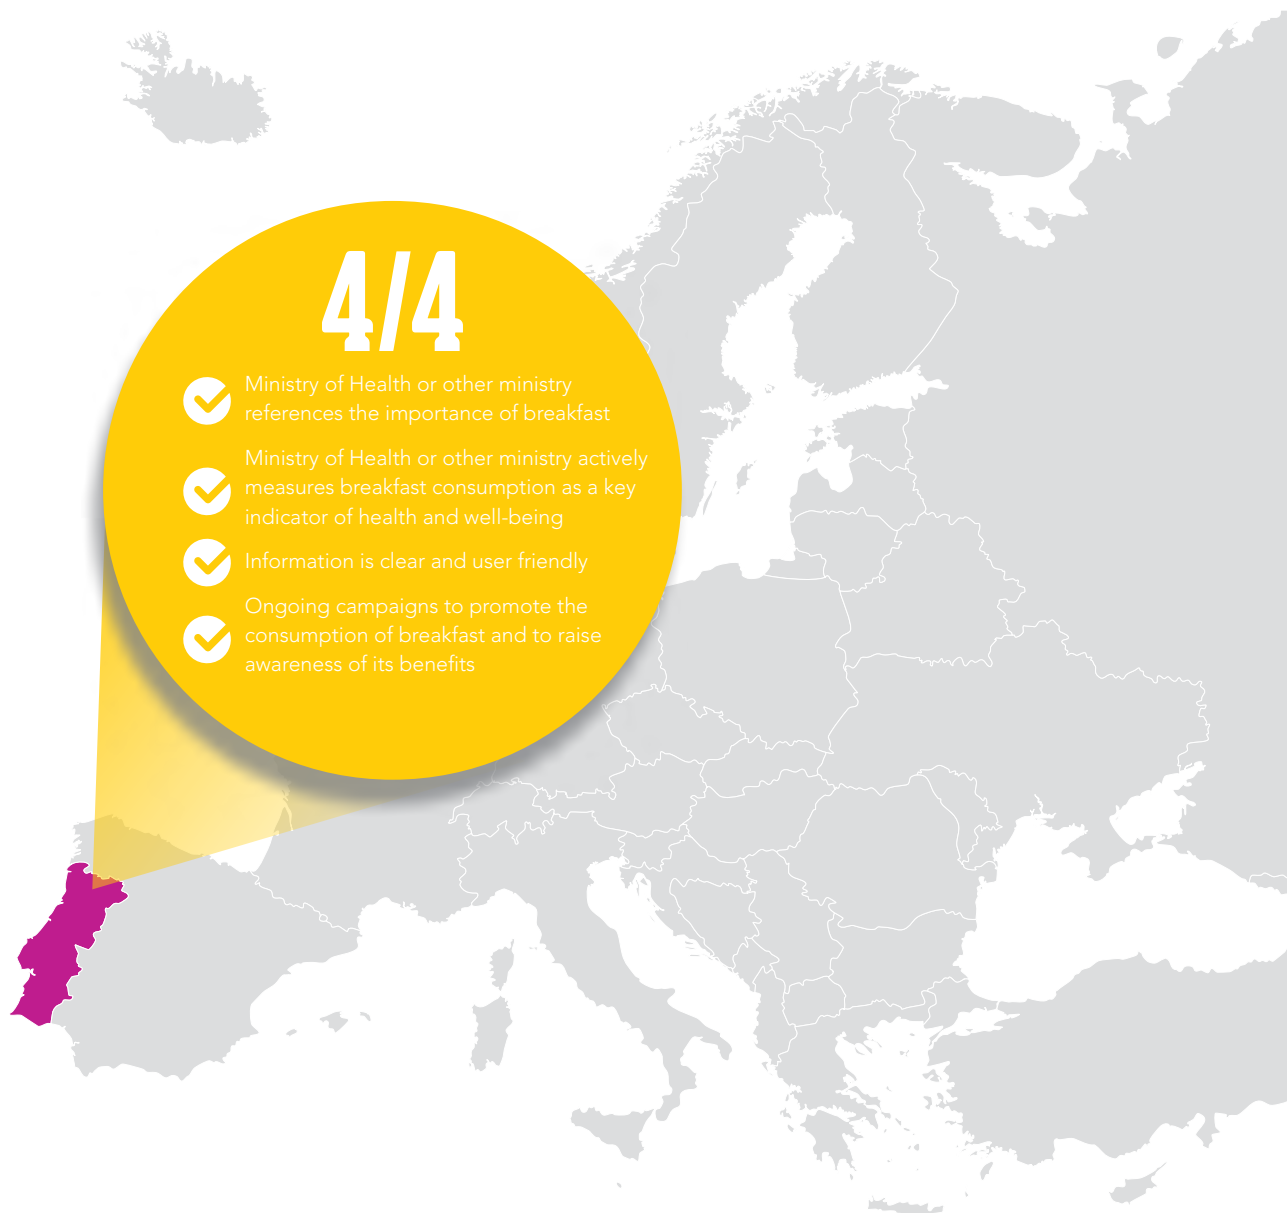 4/4
Ministry of Health or other ministry
references the importance of breakfast
Ministry of Health or other ministry actively
measures breakfast consumption as a key
indicator of health and well-being
Information is clear and user friendly
Ongoing campaigns to promote the
consumption of breakfast and to raise
awareness of its benefits